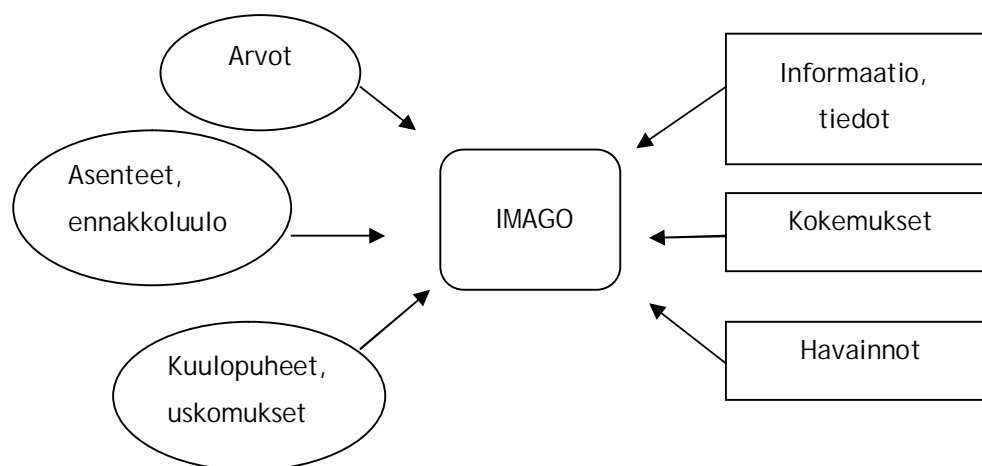 Arvot
Asenteet,
ennakkoluulo
Kuulopuheet,
uskomukset
IMAGO
Informaatio,
tiedot
Kokemukset
Havainnot